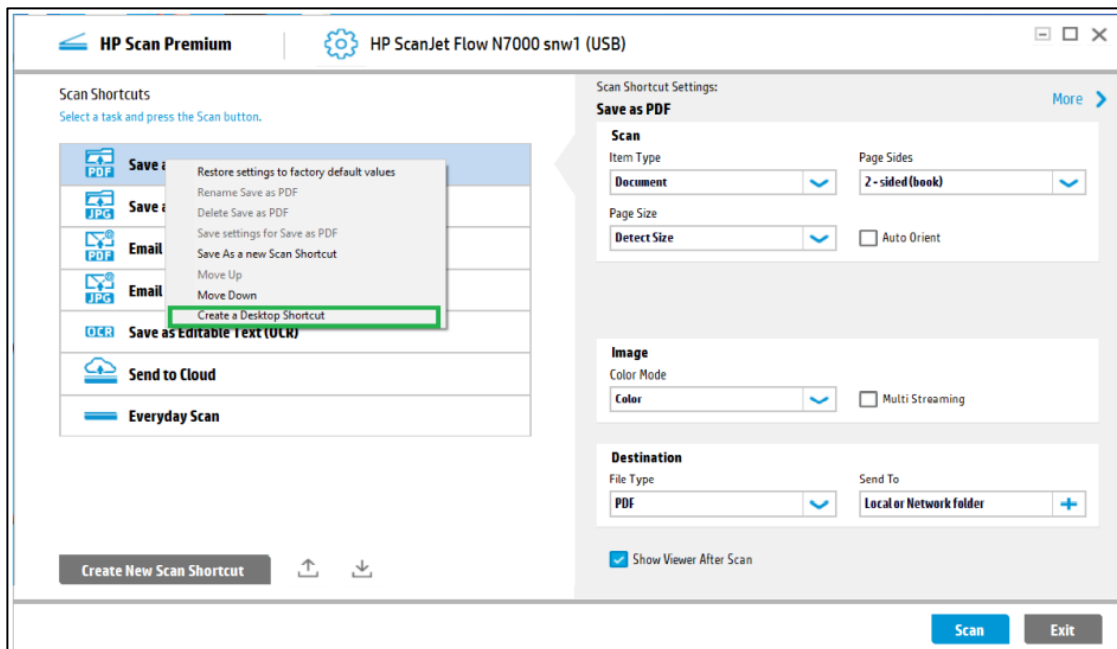 HP Scan Premium
HP ScanJet Flow N7000 snw1 (USB)
Scan Shortcuts
Select a task and press the Scan button.
PDF
Save a
Restore settings to factory default values
Rename Save as PDF
Delete Save as PDF
Save settings for Save as PDF
Save As a new Scan Shortcut
Move Up
Move Down
Create a Desktop Shortcut
JPG
Save a
PDF
Email
JPG
Email
OCR
Save as Editable Text (OCR)
Send to Cloud
Everyday Scan
Create New Scan Shortcut
Scan Shortcut Settings:
Save as PDF
More
Scan
Item Type
Page Sides
Document
2 - sided (book)
Page Size
Detect Size
Auto Orient
Image
Color Mode
Color
Multi Streaming
Destination
File Type
Send To
PDF
Local or Network folder
Show Viewer After Scan
Scan
Exit